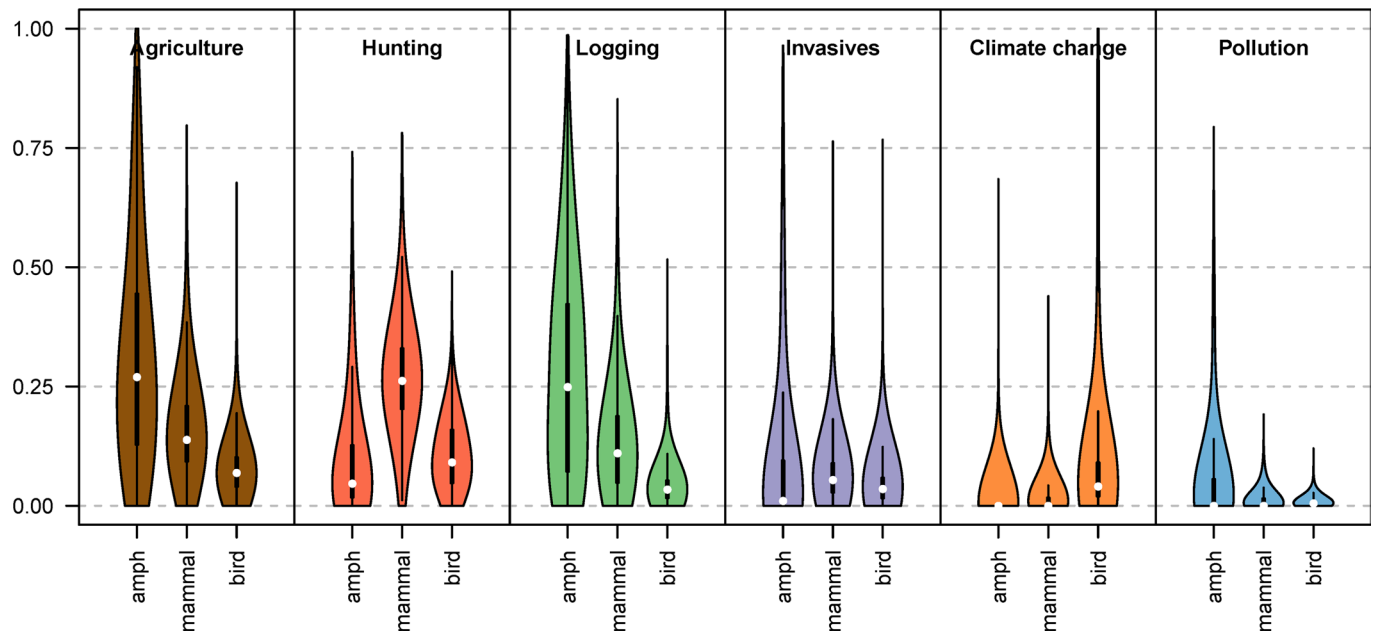 1.00
0.75
0.50
0.25
0.00
Agriculture
Hunting
Logging
Invasives
Climate change
Pollution
amph
mammal
bird
amph
mammal
bird
amph
mammal
bird
amph
mammal
bird
amph
mammal
bird
amph
mammal
bird